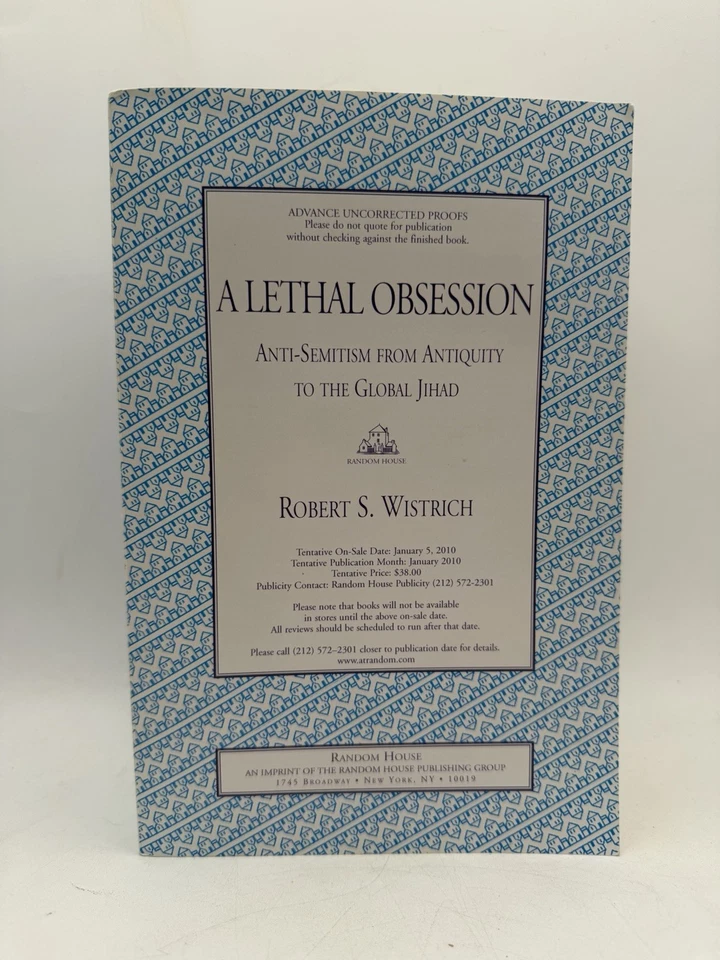 ADVANCE UNCORRECTED PROOFS
Please do not quote for publication
without checking against the finished book.
A LETHAL OBSESSION
ANTI-SEMITISM FROM ANTIQUITY
TO THE GLOBAL JIHAD
RANDOM HOUSE
ROBERT S. WISTRICH
Tentative On-Sale Date: January 5, 2010
Tentative Publication Month: January 2010
Tentative Price: $38.00
Publicity Contact: Random House Publicity (212) 572-2301
Please note that books will not be available
in stores until the above on-sale date.
All reviews should be scheduled to run after that date.
Please call (212) 572–2301 closer to publication date for details.
www.atrandom.com
RANDOM HOUSE
AN IMPRINT OF THE RANDOM HOUSE PUBLISHING GROUP
1745 BROADWAY • NEW YORK, NY • 10019